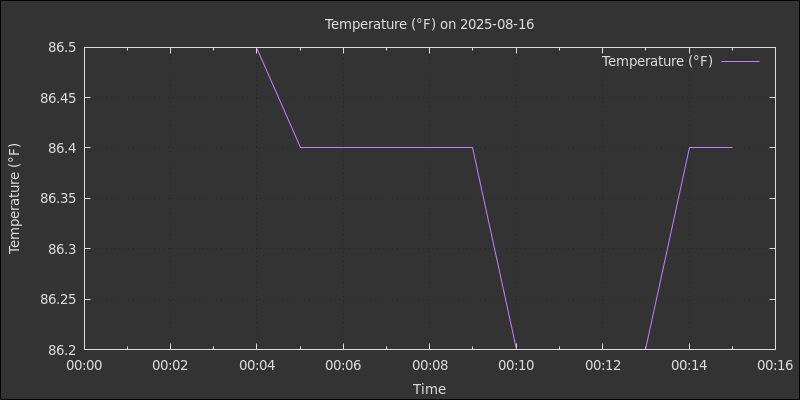 Temperature (°F) on 2025-08-16
Temperature (°F)
86.5
86.45
86.4
86.35
86.3
86.25
86.2
Temperature (°F)
00:00 00:02 00:04 00:06 00:08 00:10 00:12 00:14 00:16
Time